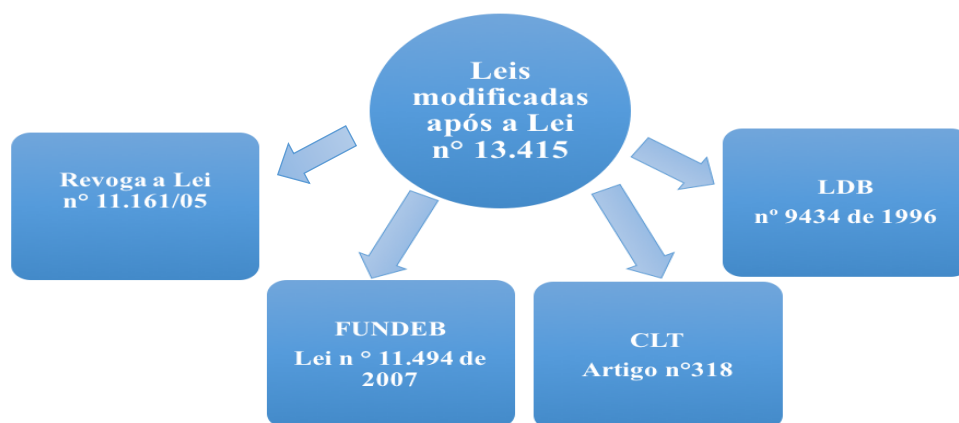 Leis
modificadas
após a Lei
n° 13.415
Revoga a Lei
n° 11.161/05
LDB
nº 9434 de 1996
FUNDEB
Lei n ° 11.494 de
2007
CLT
Artigo n°318